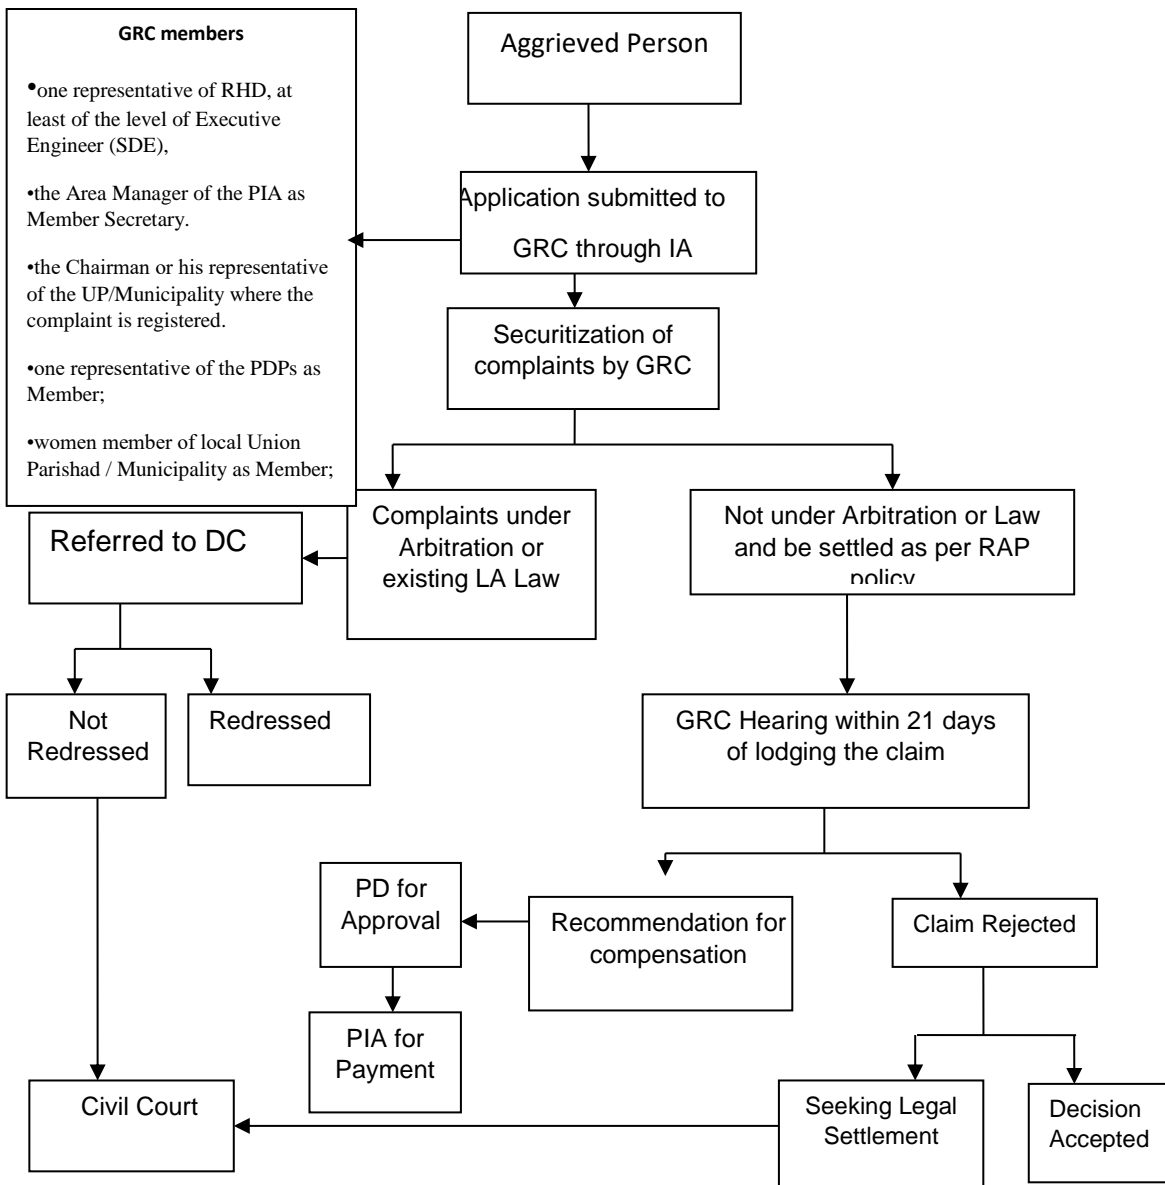 GRC members
•one representative of RHD, at
least of the level of Executive
Engineer (SDE),
•the Area Manager of the PIA as
Member Secretary.
•the Chairman or his representative
of the UP/Municipality where the
complaint is registered.
•one representative of the PDPs as
Member;
•women member of local Union
Parishad / Municipality as Member;
Aggrieved Person
Application submitted to
GRC through IA
Securitization of
complaints by GRC
Complaints under
Arbitration or
existing LA Law
Not under Arbitration or Law
and be settled as per RAP
policy
Referred to DC
Not
Redressed
Redressed
GRC Hearing within 21 days
of lodging the claim
PD for
Approval
Recommendation for
compensation
Claim Rejected
PIA for
Payment
Civil Court
Seeking Legal
Settlement
Decision
Accepted